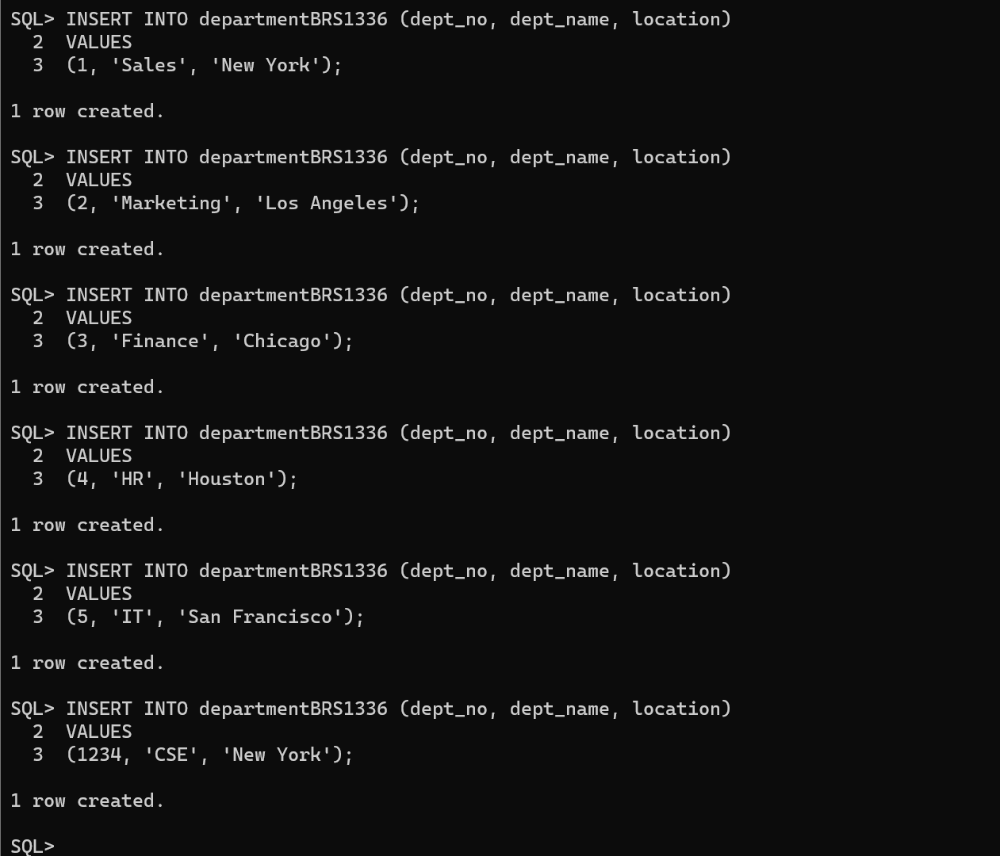 SQL> INSERT INTO departmentBRS1336 (dept_no, dept_name, location)
  2  VALUES
  3  (1, 'Sales', 'New York');

1 row created.

SQL> INSERT INTO departmentBRS1336 (dept_no, dept_name, location)
  2  VALUES
  3  (2, 'Marketing', 'Los Angeles');

1 row created.

SQL> INSERT INTO departmentBRS1336 (dept_no, dept_name, location)
  2  VALUES
  3  (3, 'Finance', 'Chicago');

1 row created.

SQL> INSERT INTO departmentBRS1336 (dept_no, dept_name, location)
  2  VALUES
  3  (4, 'HR', 'Houston');

1 row created.

SQL> INSERT INTO departmentBRS1336 (dept_no, dept_name, location)
  2  VALUES
  3  (5, 'IT', 'San Francisco');

1 row created.

SQL> INSERT INTO departmentBRS1336 (dept_no, dept_name, location)
  2  VALUES
  3  (1234, 'CSE', 'New York');

1 row created.

SQL>